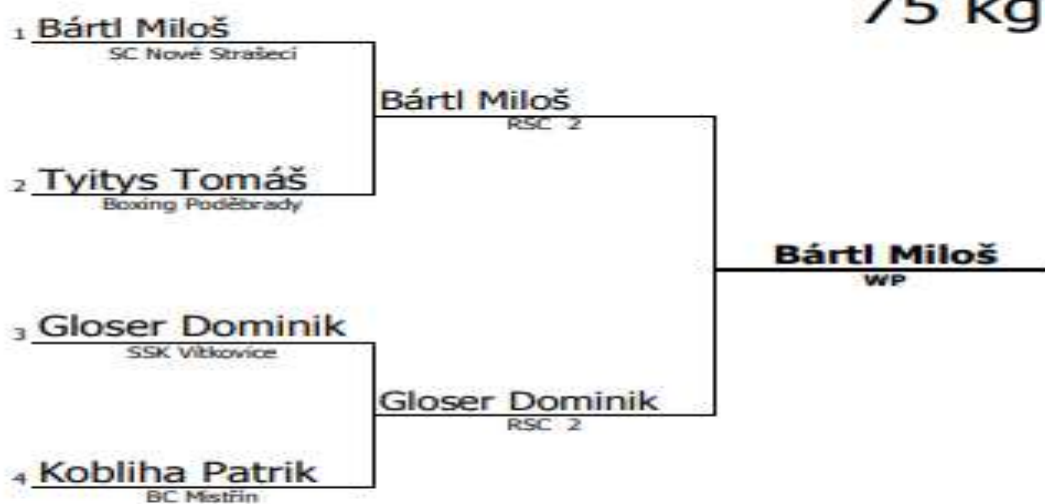 75 kg
1 Bártl Miloš
SC Nové Strašecí
Bártl Miloš
RSC 2
2 Tyitys Tomáš
Boxing Poděbrady
Bártl Miloš
WP
3 Gloser Dominik
SSK Vítkovice
Gloser Dominik
RSC 2
4 Kobliha Patrik
BC Mistřín